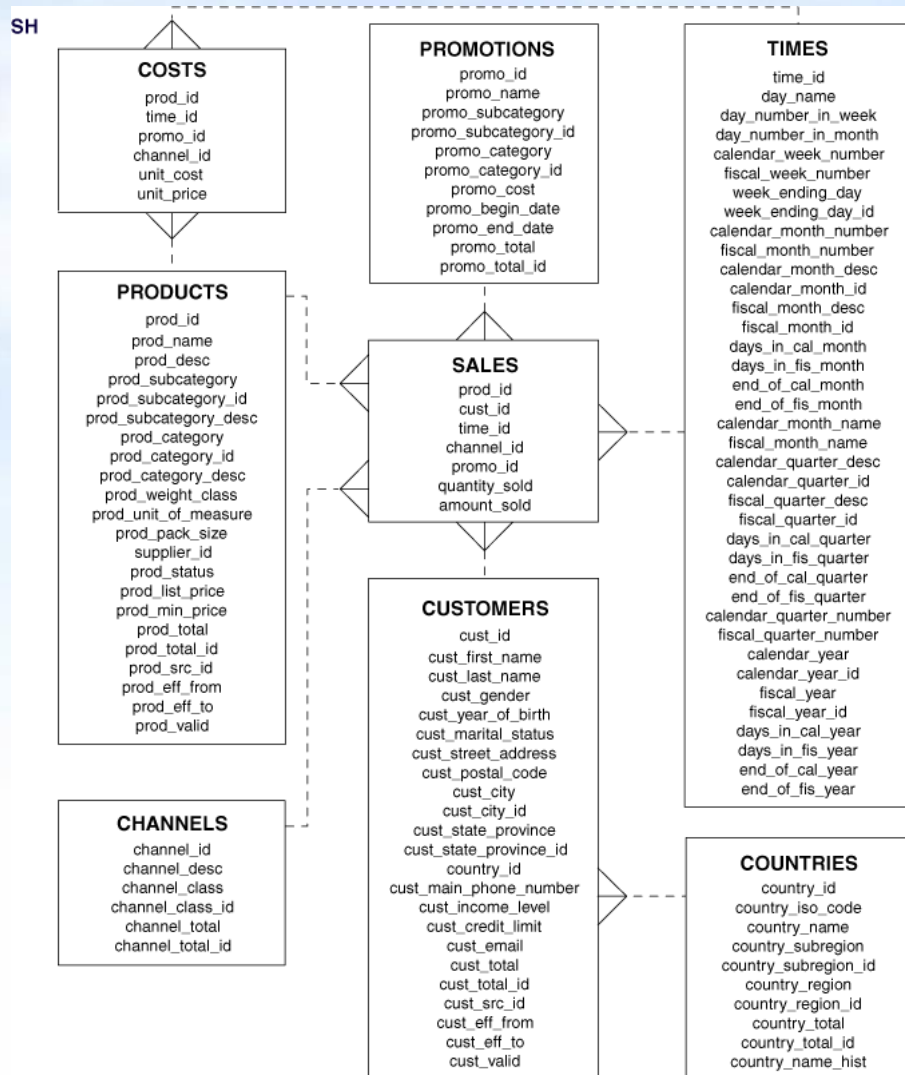 SH
COSTS
prod_id
time_id
promo_id
channel_id
unit_cost
unit_price
PROMOTIONS
promo_id
promo_name
promo_subcategory
promo_subcategory_id
promo_category
promo_category_id
promo_cost
promo_begin_date
promo_end_date
promo_total
promo_total_id
TIMES
time_id
day_name
day_number_in_week
day_number_in_month
calendar_week_number
fiscal_week_number
week_ending_day
week_ending_day_id
calendar_month_number
fiscal_month_number
calendar_month_desc
calendar_month_id
fiscal_month_desc
fiscal_month_id
days_in_cal_month
days_in_fis_month
end_of_cal_month
end_of_fis_month
calendar_month_name
fiscal_month_name
calendar_quarter_desc
calendar_quarter_id
fiscal_quarter_desc
fiscal_quarter_id
days_in_cal_quarter
days_in_fis_quarter
end_of_cal_quarter
end_of_fis_quarter
calendar_quarter_number
fiscal_quarter_number
calendar_year
calendar_year_id
fiscal_year
fiscal_year_id
days_in_cal_year
days_in_fis_year
end_of_cal_year
end_of_fis_year
PRODUCTS
prod_id
prod_name
prod_desc
prod_subcategory
prod_subcategory_id
prod_subcategory_desc
prod_category
prod_category_id
prod_category_desc
prod_weight_class
prod_unit_of_measure
prod_pack_size
supplier_id
prod_status
prod_list_price
prod_min_price
prod_total
prod_total_id
prod_src_id
prod_eff_from
prod_eff_to
prod_valid
SALES
prod_id
cust_id
time_id
channel_id
promo_id
quantity_sold
amount_sold
CUSTOMERS
cust_id
cust_first_name
cust_last_name
cust_gender
cust_year_of_birth
cust_marital_status
cust_street_address
cust_postal_code
cust_city
cust_city_id
cust_state_province
cust_state_province_id
country_id
cust_main_phone_number
cust_income_level
cust_credit_limit
cust_email
cust_total
cust_total_id
cust_src_id
cust_eff_from
cust_eff_to
cust_valid
CHANNELS
channel_id
channel_desc
channel_class
channel_class_id
channel_total
channel_total_id
COUNTRIES
country_id
country_iso_code
country_name
country_subregion
country_subregion_id
country_region
country_region_id
country_total
country_total_id
country_name_hist